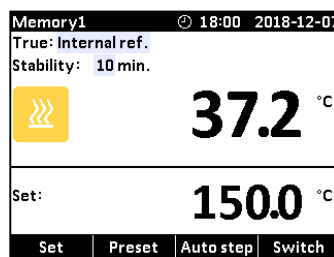 Memory1 18:00 2018-12-07
True: Internal ref.
Stability: 10 min.
37.2 °C
Set: 150.0 °C
Set Preset Auto step Switch